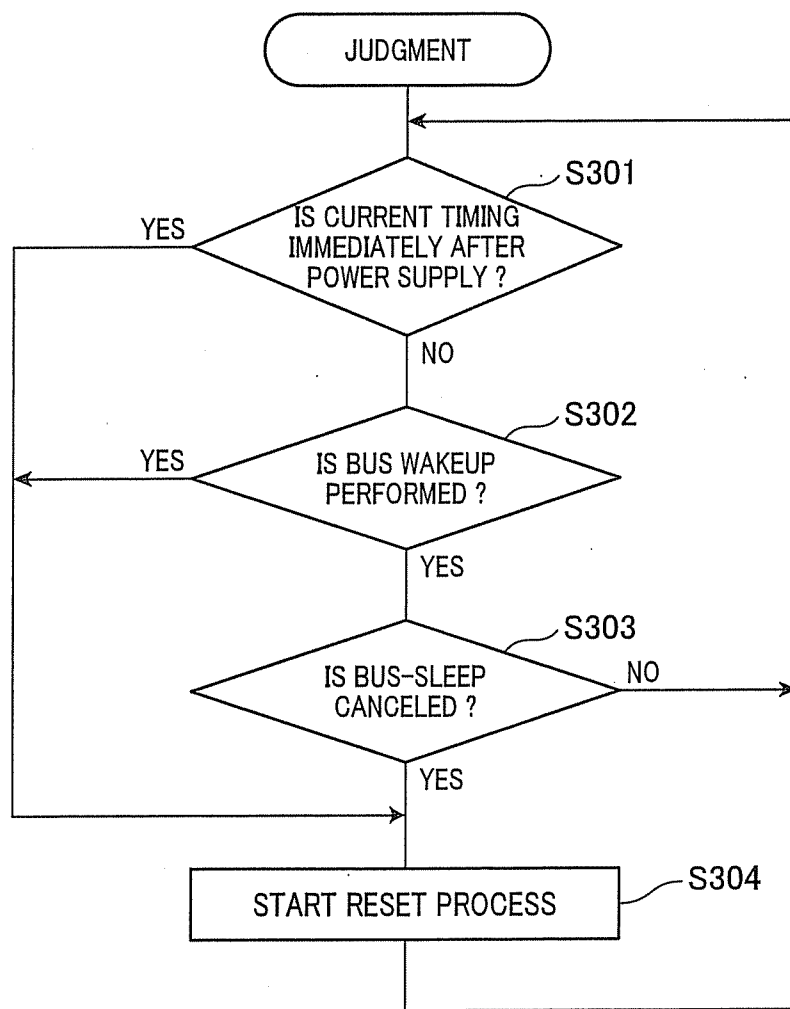 JUDGMENT
S301
YES
IS CURRENT TIMING
IMMEDIATELY AFTER
POWER SUPPLY ?
NO
S302
YES
IS BUS WAKEUP
PERFORMED ?
YES
S303
IS BUS-SLEEP
CANCELED ?
NO
YES
START RESET PROCESS
S304